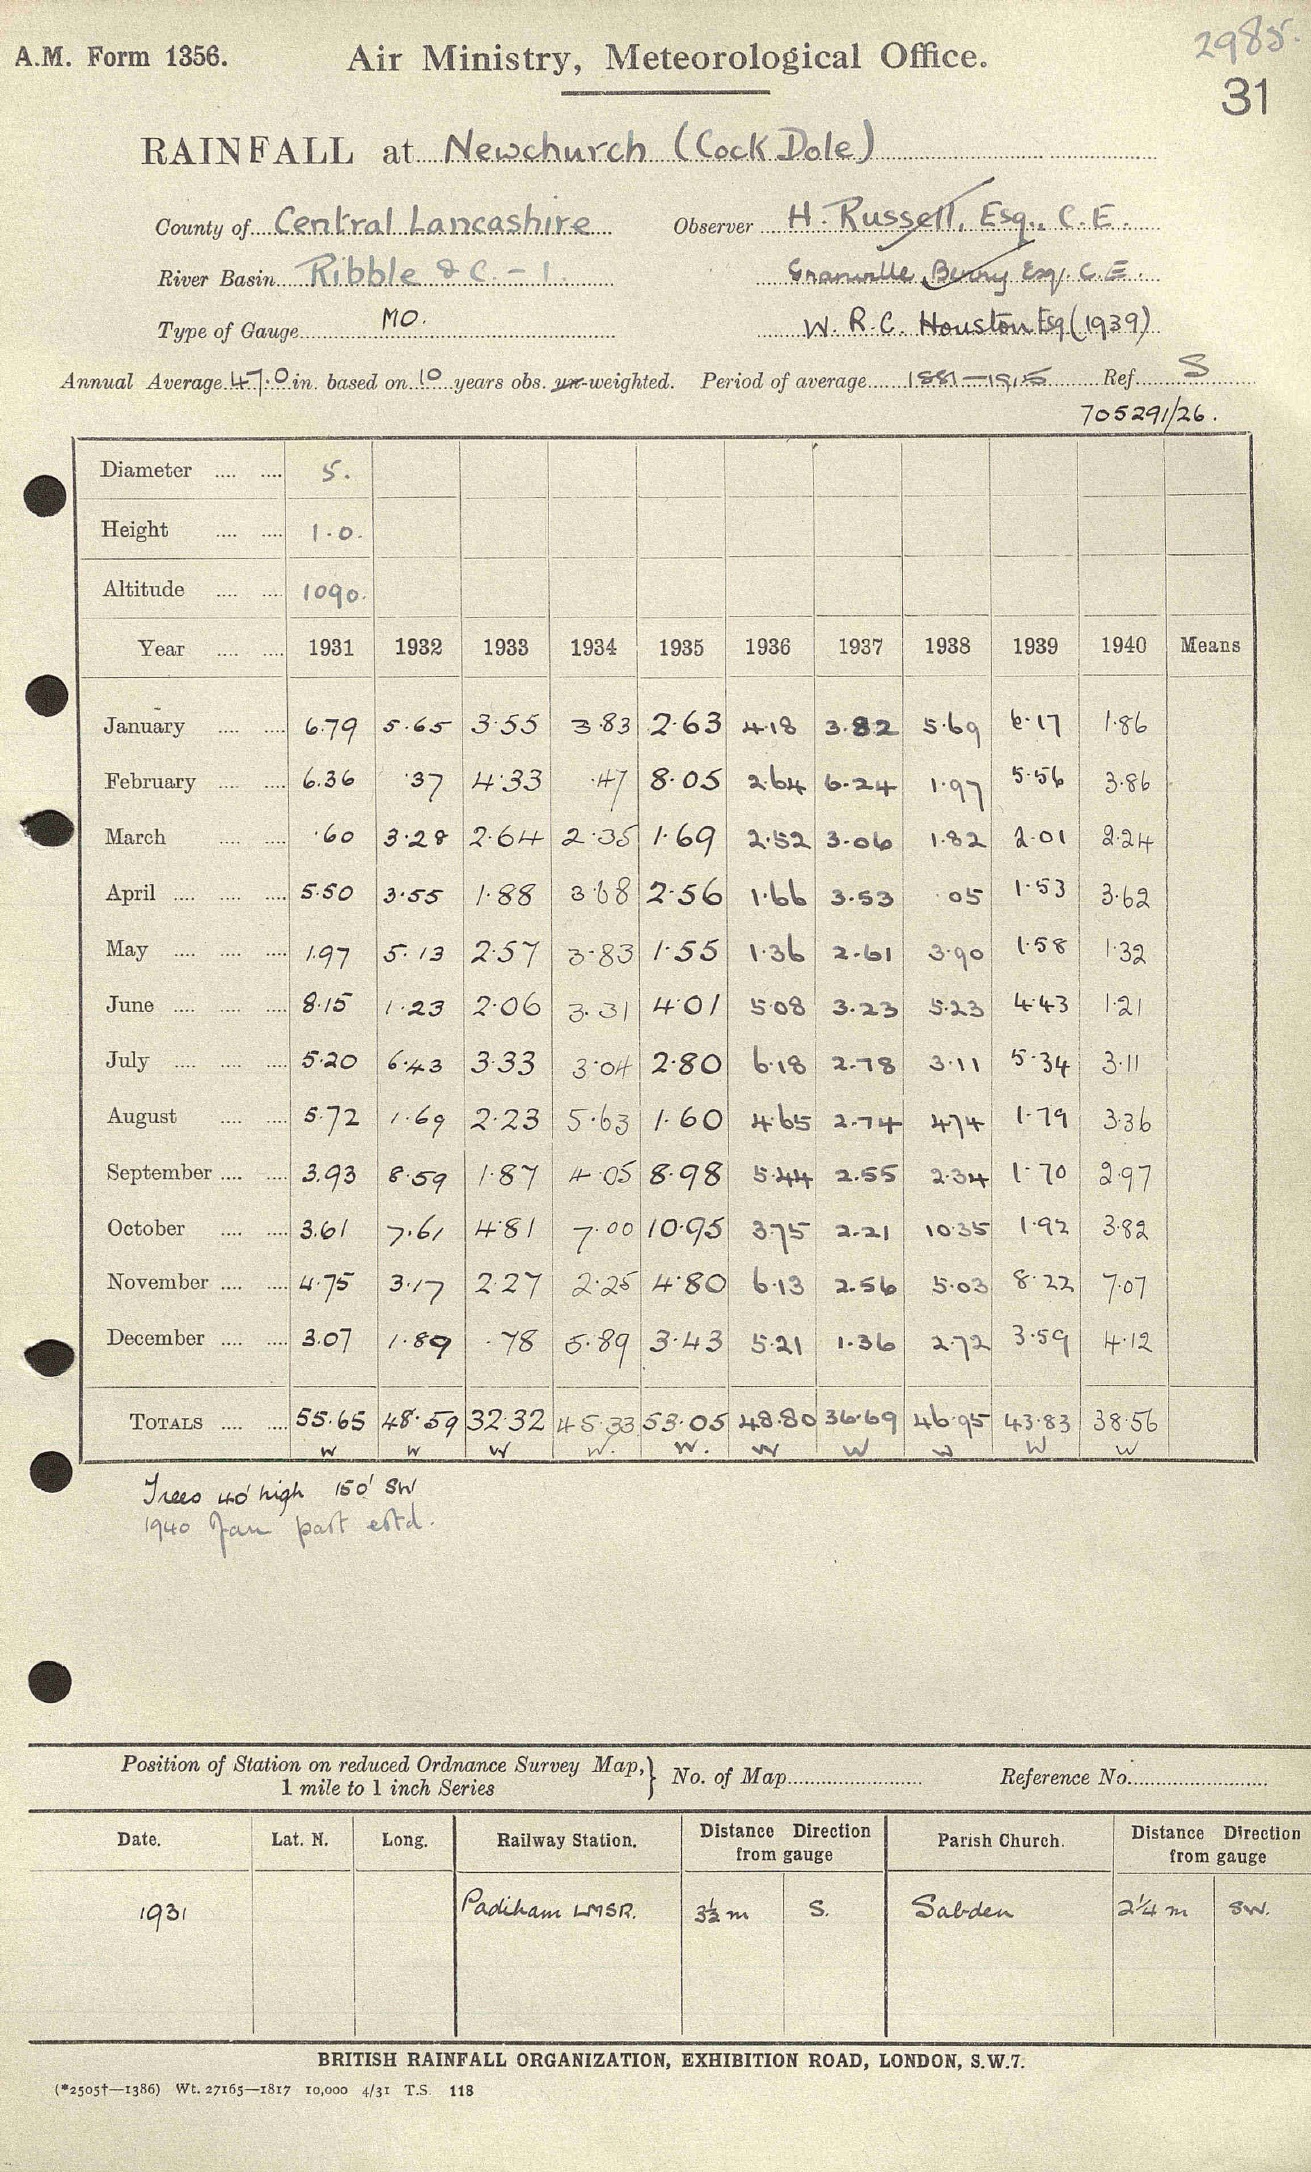 A.M. Form 1356. Air Ministry, Meteorological Office. 2985.
31
RAINFALL at Newchurch (Cock Dole)
County of Central Lancashire Observer H. Russell, Esq., C.E.
River Basin Ribble & C. - 1. Granville Berry Esq. C.E.
Type of Gauge MO. W. R.C. Houston Esq (1939)
Annual Average 47.0 in. based on 10 years obs. un-weighted. Period of average 1881-1915 Ref. S
705291/26.
Diameter .... .... 5.
Height .... .... 1.0.
Altitude .... .... 1090.
Year .... .... 1931 1932 1933 1934 1935 1936 1937 1938 1939 1940 Means
January .... .... 6.79 5.65 3.55 3.83 2.63 4.18 3.82 5.69 6.17 1.86
February .... .... 6.36 .37 4.33 .47 8.05 2.64 6.24 1.97 5.56 3.86
March .... .... .60 3.28 2.64 2.35 1.69 2.52 3.06 1.82 2.01 2.24
April .... .... .... 5.50 3.55 1.88 3.68 2.56 1.66 3.53 .05 1.53 3.62
May .... .... .... 1.97 5.13 2.57 3.83 1.55 1.36 2.61 3.90 1.58 1.32
June .... .... .... 8.15 1.23 2.06 3.31 4.01 5.08 3.23 5.23 4.43 1.21
July .... .... .... 5.20 6.43 3.33 3.04 2.80 6.18 2.78 3.11 5.34 3.11
August .... .... 5.72 1.69 2.23 5.63 1.60 4.65 2.74 4.74 1.79 3.36
September .... .... 3.93 8.59 1.87 4.05 8.98 5.44 2.55 2.34 1.70 2.97
October .... .... 3.61 7.61 4.81 7.00 10.95 3.75 2.21 10.35 1.92 3.82
November .... .... 4.75 3.17 2.27 2.25 4.80 6.13 2.56 5.03 8.22 7.07
December .... .... 3.07 1.89 .78 5.89 3.43 5.21 1.36 2.72 3.59 4.12
TOTALS .... .... 55.65 48.59 32.32 45.33 53.05 48.80 36.69 46.95 43.83 38.56
W W W W. W. W W W W W
Trees 40' high 150' SW
1940 Jan part estd.
Position of Station on reduced Ordnance Survey Map,} No. of Map Reference No.
1 mile to 1 inch Series
Date. Lat. N. Long. Railway Station. Distance Direction from gauge Parish Church. Distance Direction from gauge
1931 Padiham LMSR. 3½ m S. Sabden 2¼ m SW.
BRITISH RAINFALL ORGANIZATION, EXHIBITION ROAD, LONDON, S.W.7.
(*2505†—1386) Wt. 27165—1817 10,000 4/31 T.S. 118